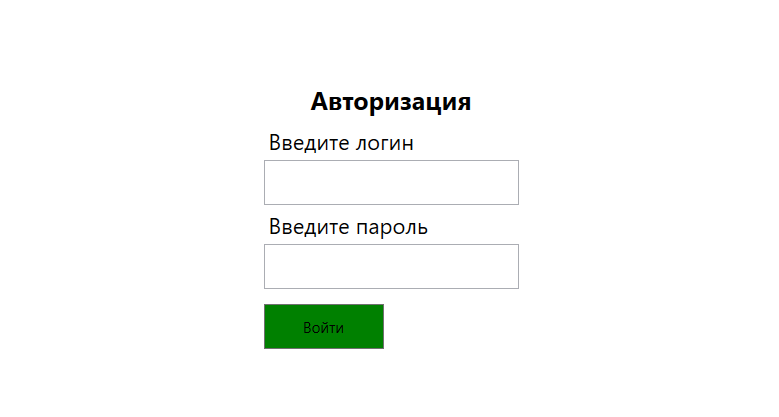 Авторизация
Введите логин
Введите пароль
Войти